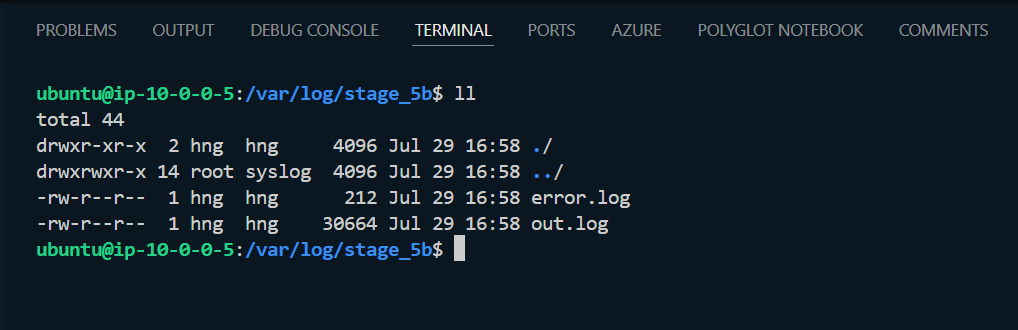 PROBLEMS OUTPUT DEBUG CONSOLE TERMINAL PORTS AZURE POLYGLOT NOTEBOOK COMMENTS
ubuntu@ip-10-0-0-5:/var/log/stage_5b$ ll
total 44
drwxr-xr-x  2 hng  hng     4096 Jul 29 16:58 ./
drwxrwxr-x 14 root syslog  4096 Jul 29 16:58 ../
-rw-r--r--  1 hng  hng      212 Jul 29 16:58 error.log
-rw-r--r--  1 hng  hng    30664 Jul 29 16:58 out.log
ubuntu@ip-10-0-0-5:/var/log/stage_5b$